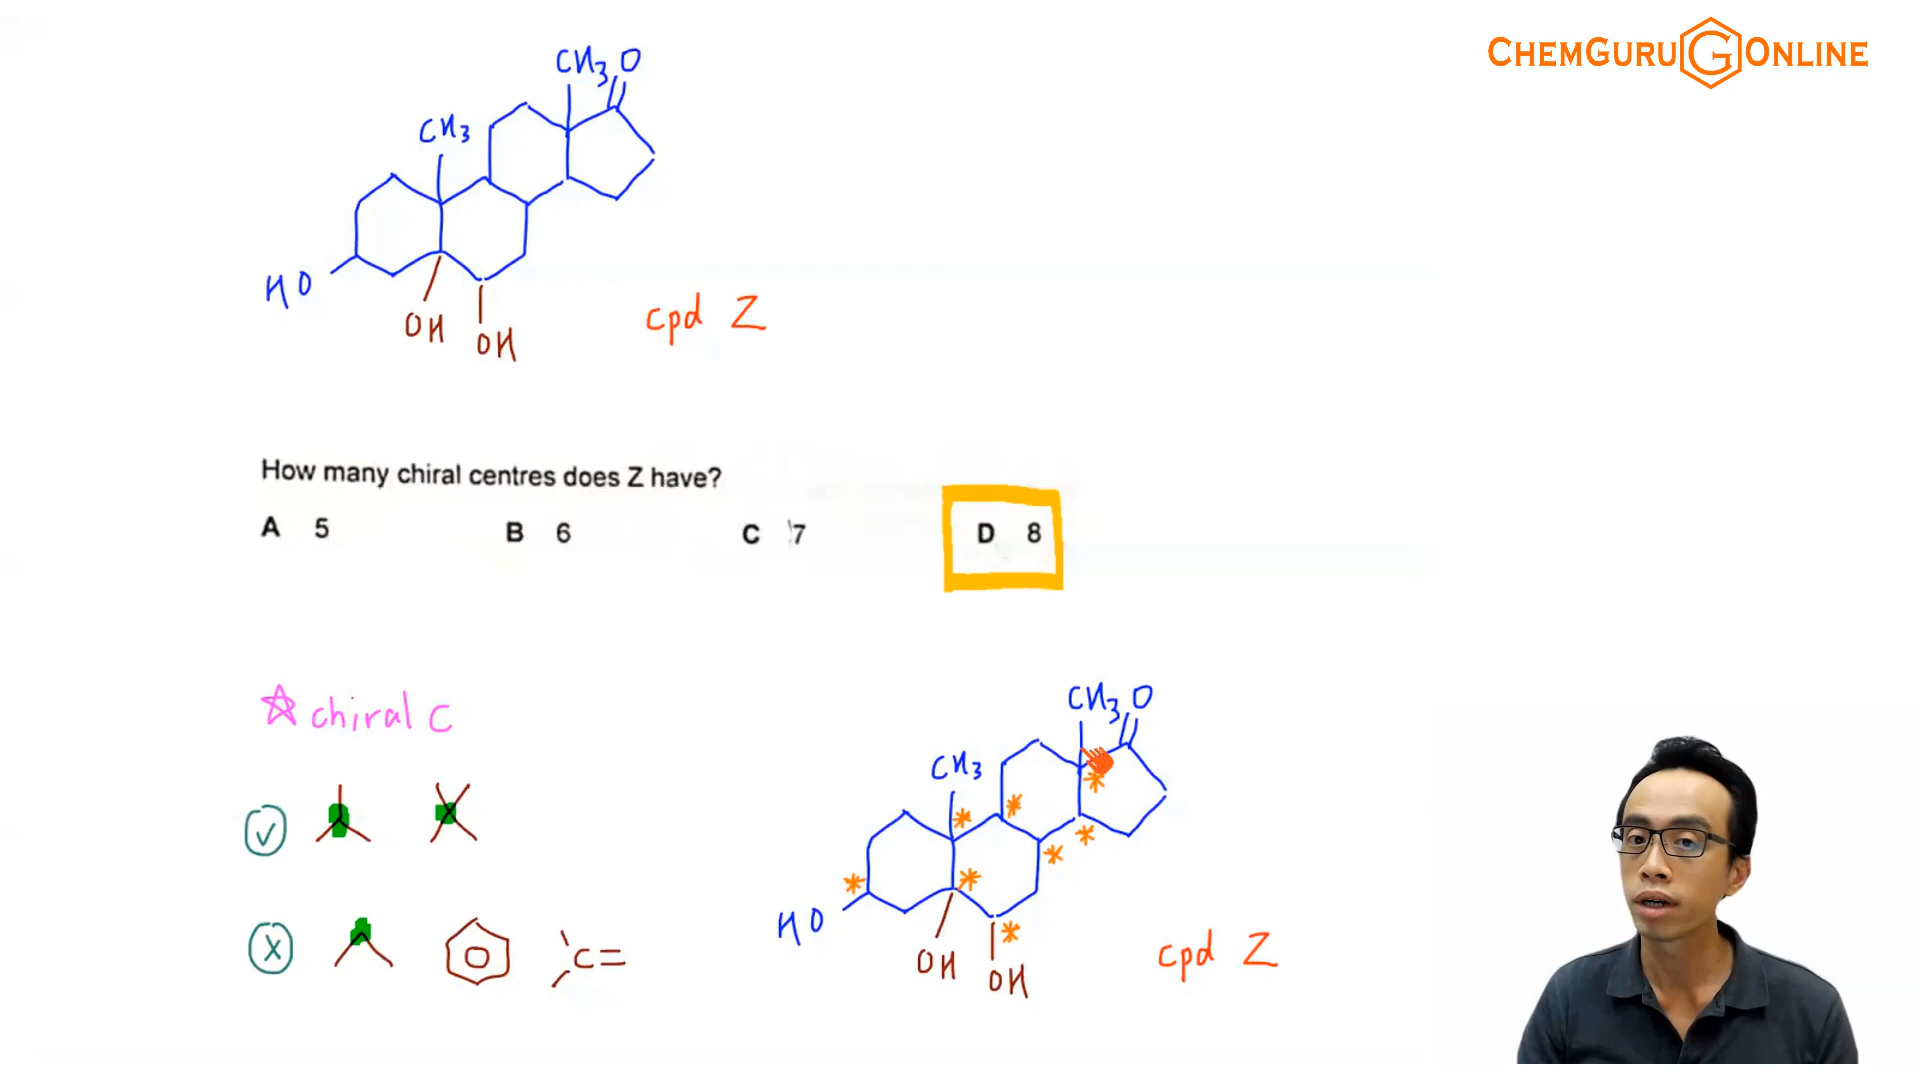 CHEMGURU G ONLINE
CH3 O
CH3
HO
OH
OH
cpd Z
How many chiral centres does Z have?
A 5 B 6 C 7 D 8
☆ chiral C
CH3 O
CH3
✓
*
*
*
*
*
*
*
*
HO
OH
OH
X
C=
cpd Z